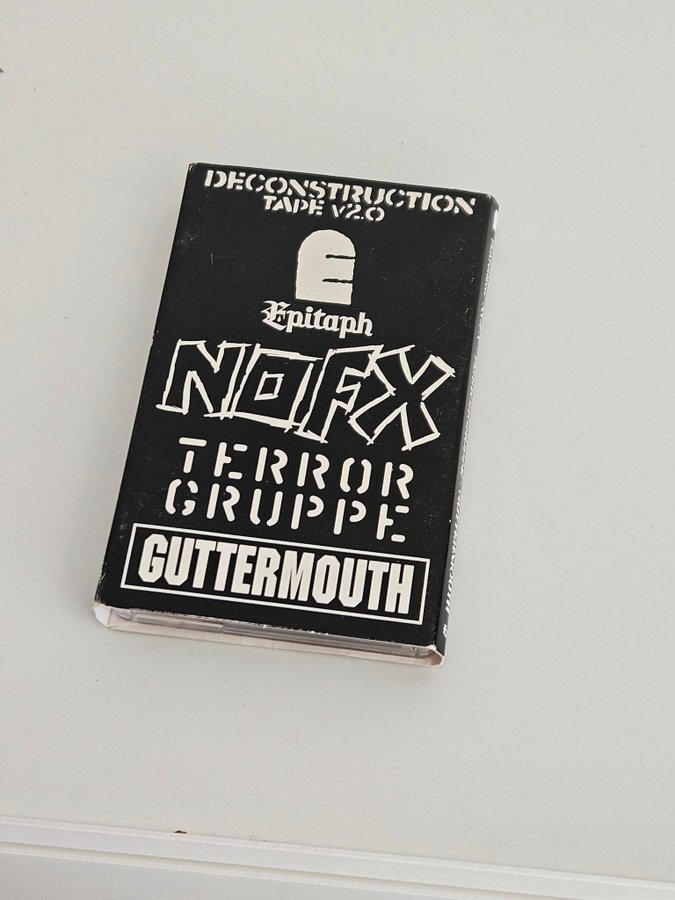 DECONSTRUCTION
TAPE V2.0
E
Epitaph
NOFX
TERROR
GRUPPE
GUTTERMOUTH